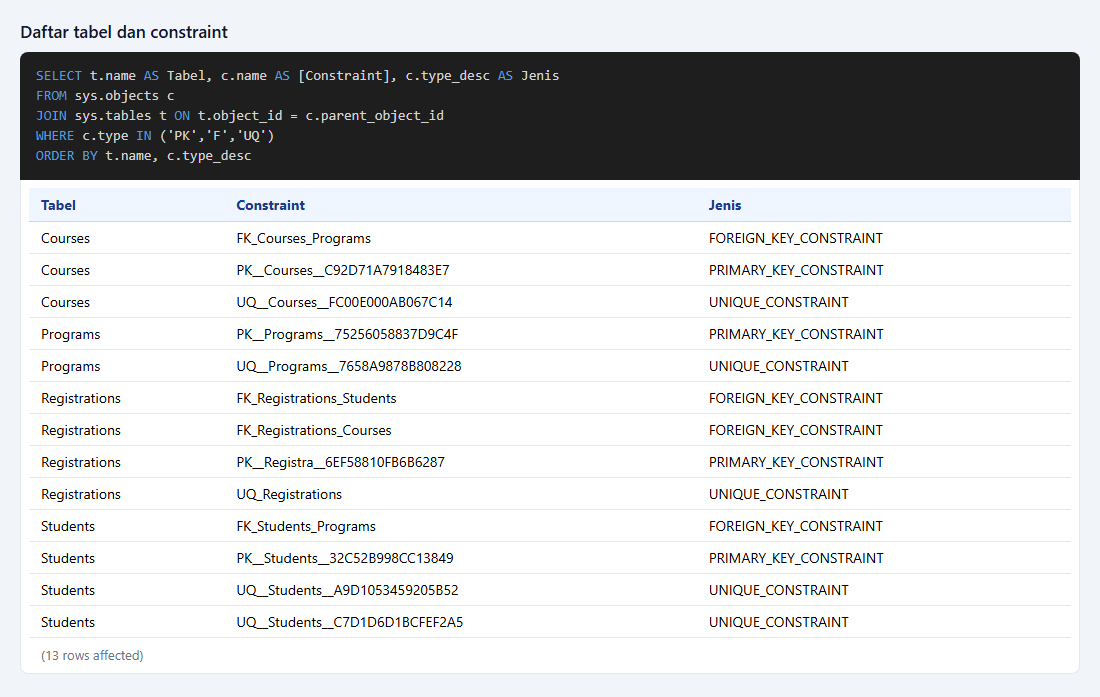 Daftar tabel dan constraint
SELECT t.name AS Tabel, c.name AS [Constraint], c.type_desc AS Jenis
FROM sys.objects c
JOIN sys.tables t ON t.object_id = c.parent_object_id
WHERE c.type IN ('PK','F','UQ')
ORDER BY t.name, c.type_desc
Tabel Constraint Jenis
Courses FK_Courses_Programs FOREIGN_KEY_CONSTRAINT
Courses PK__Courses__C92D71A7918483E7 PRIMARY_KEY_CONSTRAINT
Courses UQ__Courses__FC00E000AB067C14 UNIQUE_CONSTRAINT
Programs PK__Programs__75256058837D9C4F PRIMARY_KEY_CONSTRAINT
Programs UQ__Programs__7658A9878B808228 UNIQUE_CONSTRAINT
Registrations FK_Registrations_Students FOREIGN_KEY_CONSTRAINT
Registrations FK_Registrations_Courses FOREIGN_KEY_CONSTRAINT
Registrations PK__Registra__6EF58810FB6B6287 PRIMARY_KEY_CONSTRAINT
Registrations UQ_Registrations UNIQUE_CONSTRAINT
Students FK_Students_Programs FOREIGN_KEY_CONSTRAINT
Students PK__Students__32C52B998CC13849 PRIMARY_KEY_CONSTRAINT
Students UQ__Students__A9D1053459205B52 UNIQUE_CONSTRAINT
Students UQ__Students__C7D1D6D1BCFEF2A5 UNIQUE_CONSTRAINT
(13 rows affected)